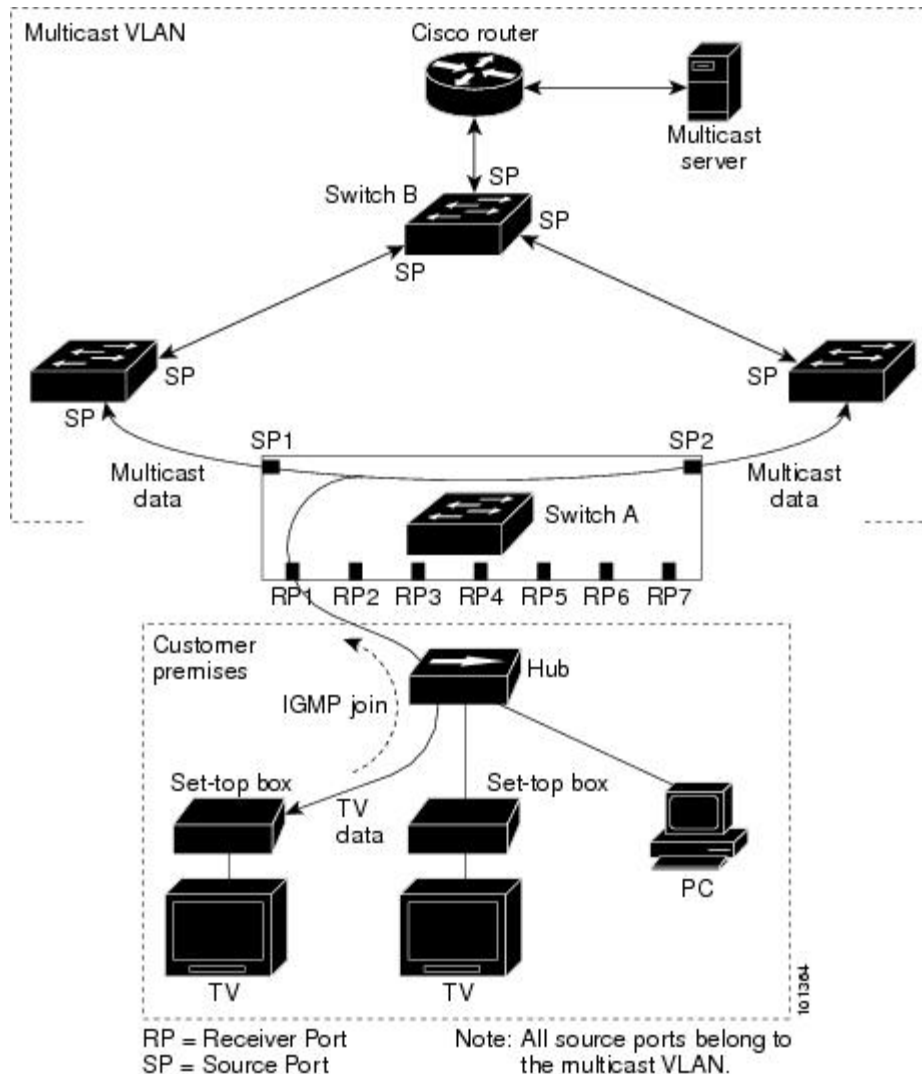 Multicast VLAN
Cisco router
Multicast
server
SP
Switch B
SP
SP
SP
SP
SP
SP1
SP2
Multicast
data
Multicast
data
Switch A
RP1
RP2
RP3
RP4
RP5
RP6
RP7
Customer
premises
Hub
IGMP join
Set-top box
Set-top box
TV
data
PC
TV
TV
101364
RP = Receiver Port
SP = Source Port
Note: All source ports belong to
the multicast VLAN.